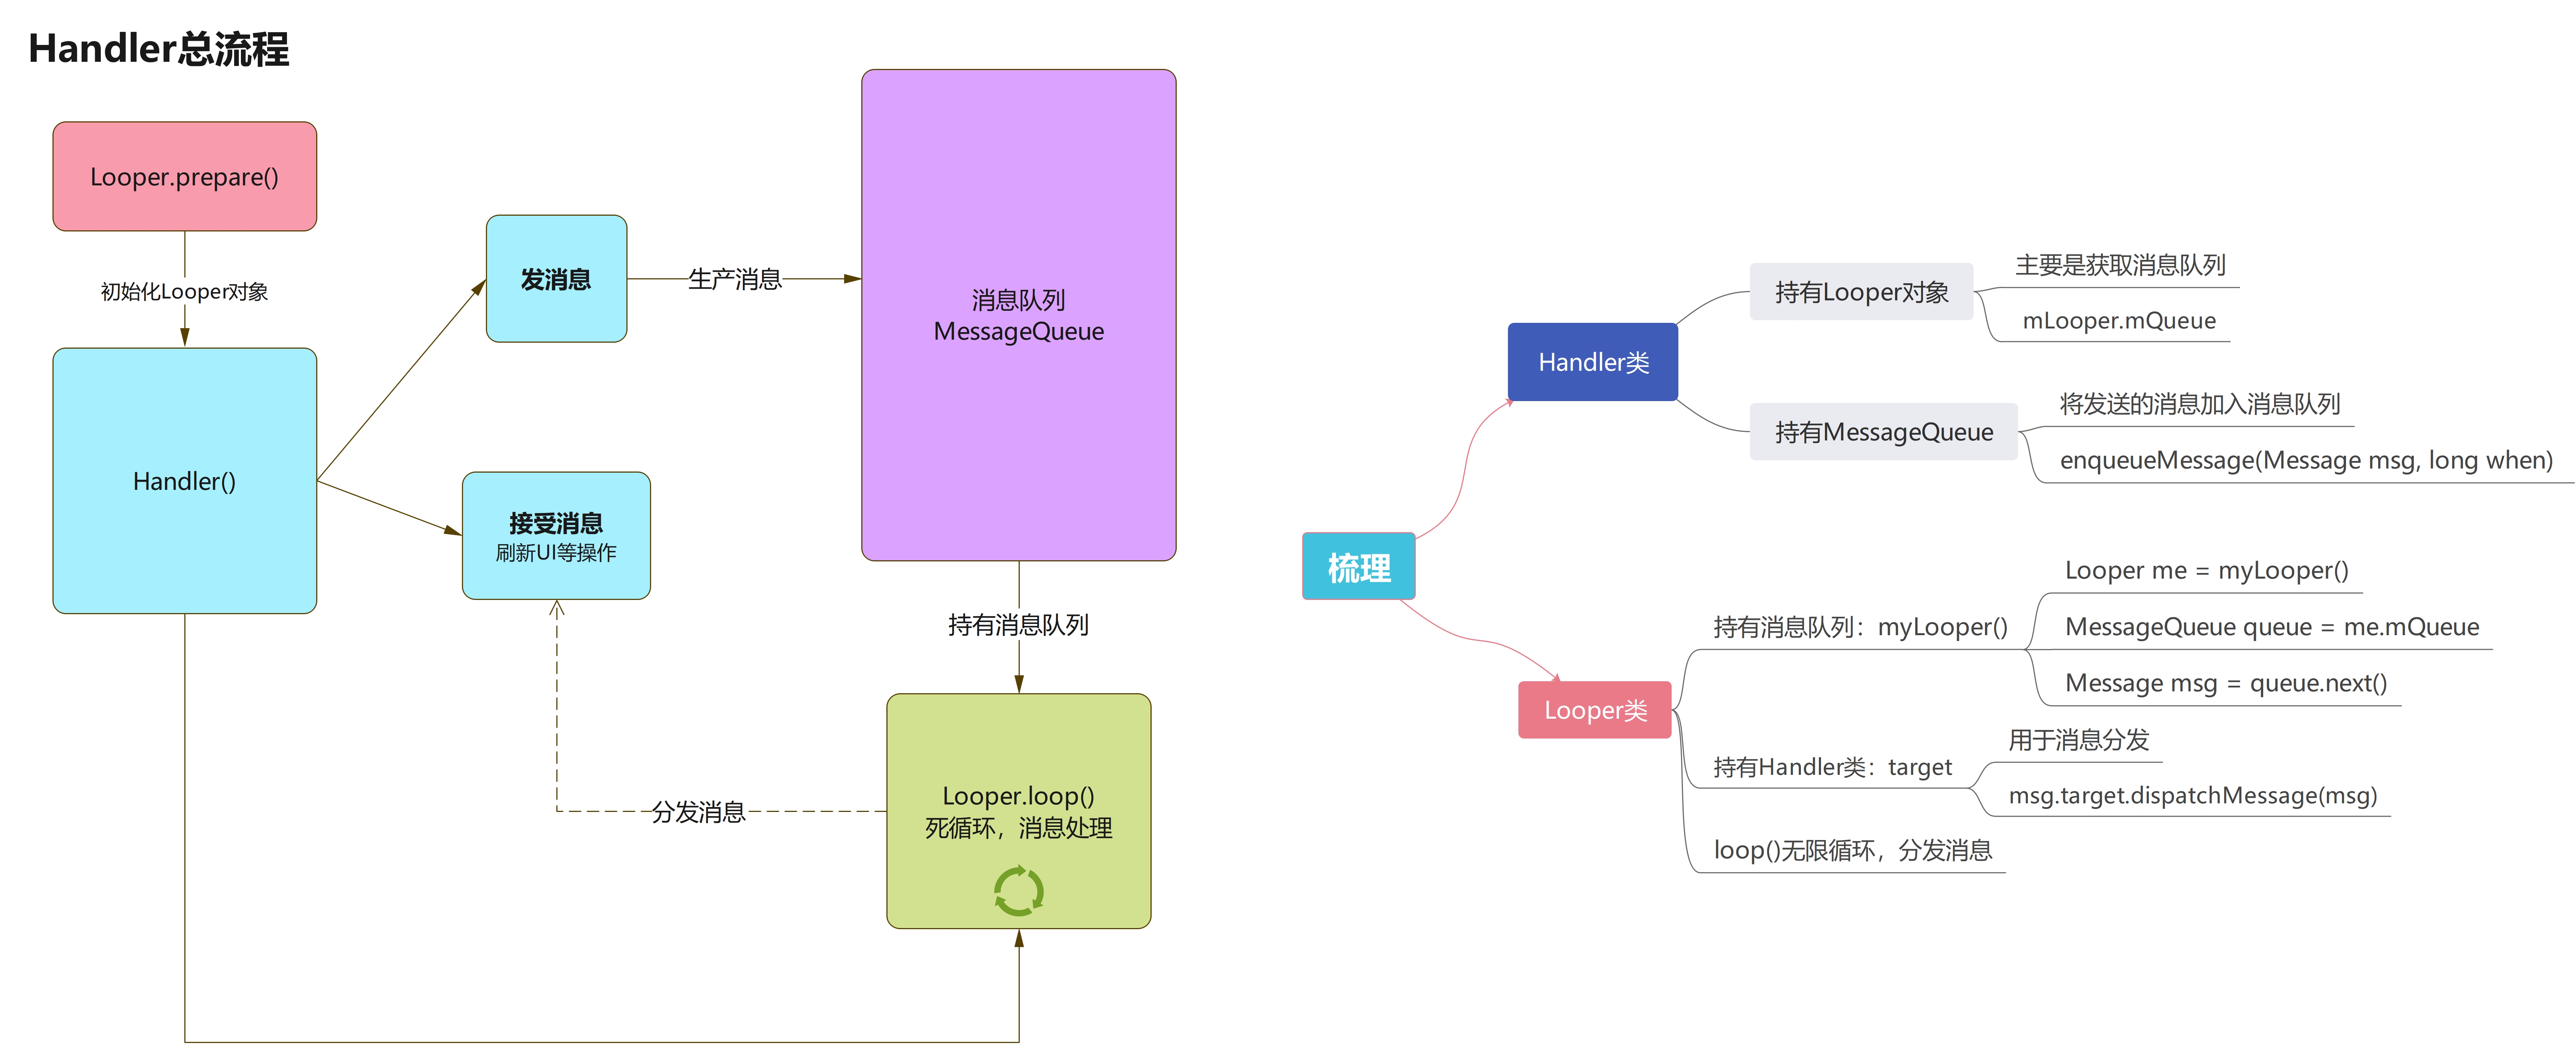 Handler总流程
Looper.prepare()
初始化Looper对象
Handler()
发消息
生产消息
接受消息
刷新UI等操作
消息队列
MessageQueue
持有消息队列
Looper.loop()
死循环，消息处理
分发消息
梳理
Handler类
持有Looper对象
主要是获取消息队列
mLooper.mQueue
持有MessageQueue
将发送的消息加入消息队列
enqueueMessage(Message msg, long when)
Looper类
持有消息队列：myLooper()
Looper me = myLooper()
MessageQueue queue = me.mQueue
Message msg = queue.next()
持有Handler类：target
用于消息分发
msg.target.dispatchMessage(msg)
loop()无限循环，分发消息